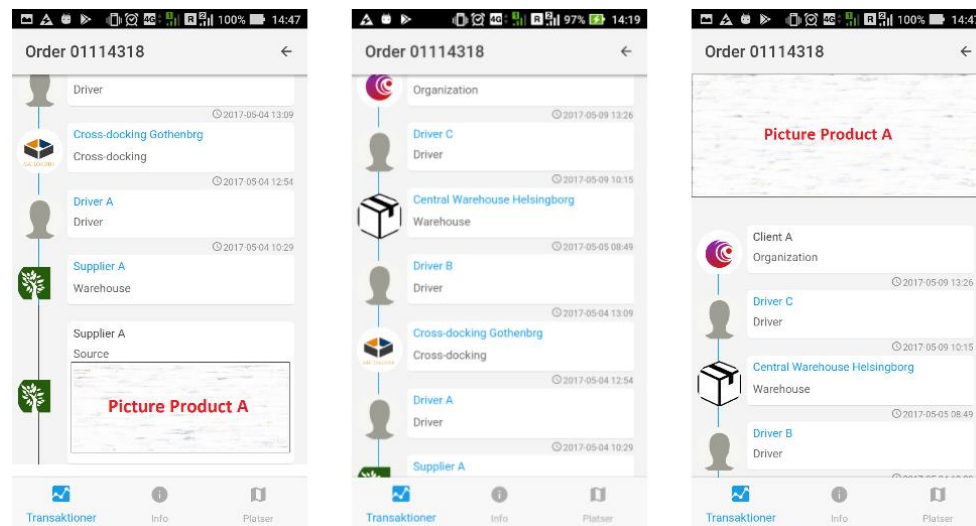 100% 14:47
Order 01114318
Driver
2017-05-04 13:09
Cross-docking Gothenbrg
Cross-docking
2017-05-04 12:54
Driver A
Driver
2017-05-04 10:29
Supplier A
Warehouse
Supplier A
Source
Picture Product A
Transaktioner
Info
Platser
4G R 2 97% 14:19
Order 01114318
Organization
2017-05-09 13:26
Driver C
Driver
2017-05-09 10:15
Central Warehouse Helsingborg
Warehouse
2017-05-05 08:49
Driver B
Driver
2017-05-04 13:09
Cross-docking Gothenbrg
Cross-docking
2017-05-04 12:54
Driver A
Driver
2017-05-04 10:29
Supplier A
Transaktioner
Info
Platser
100% 14:47
Order 01114318
Picture Product A
Client A
Organization
2017-05-09 13:26
Driver C
Driver
2017-05-09 10:15
Central Warehouse Helsingborg
Warehouse
2017-05-05 08:49
Driver B
Driver
Transaktioner
Info
Platser